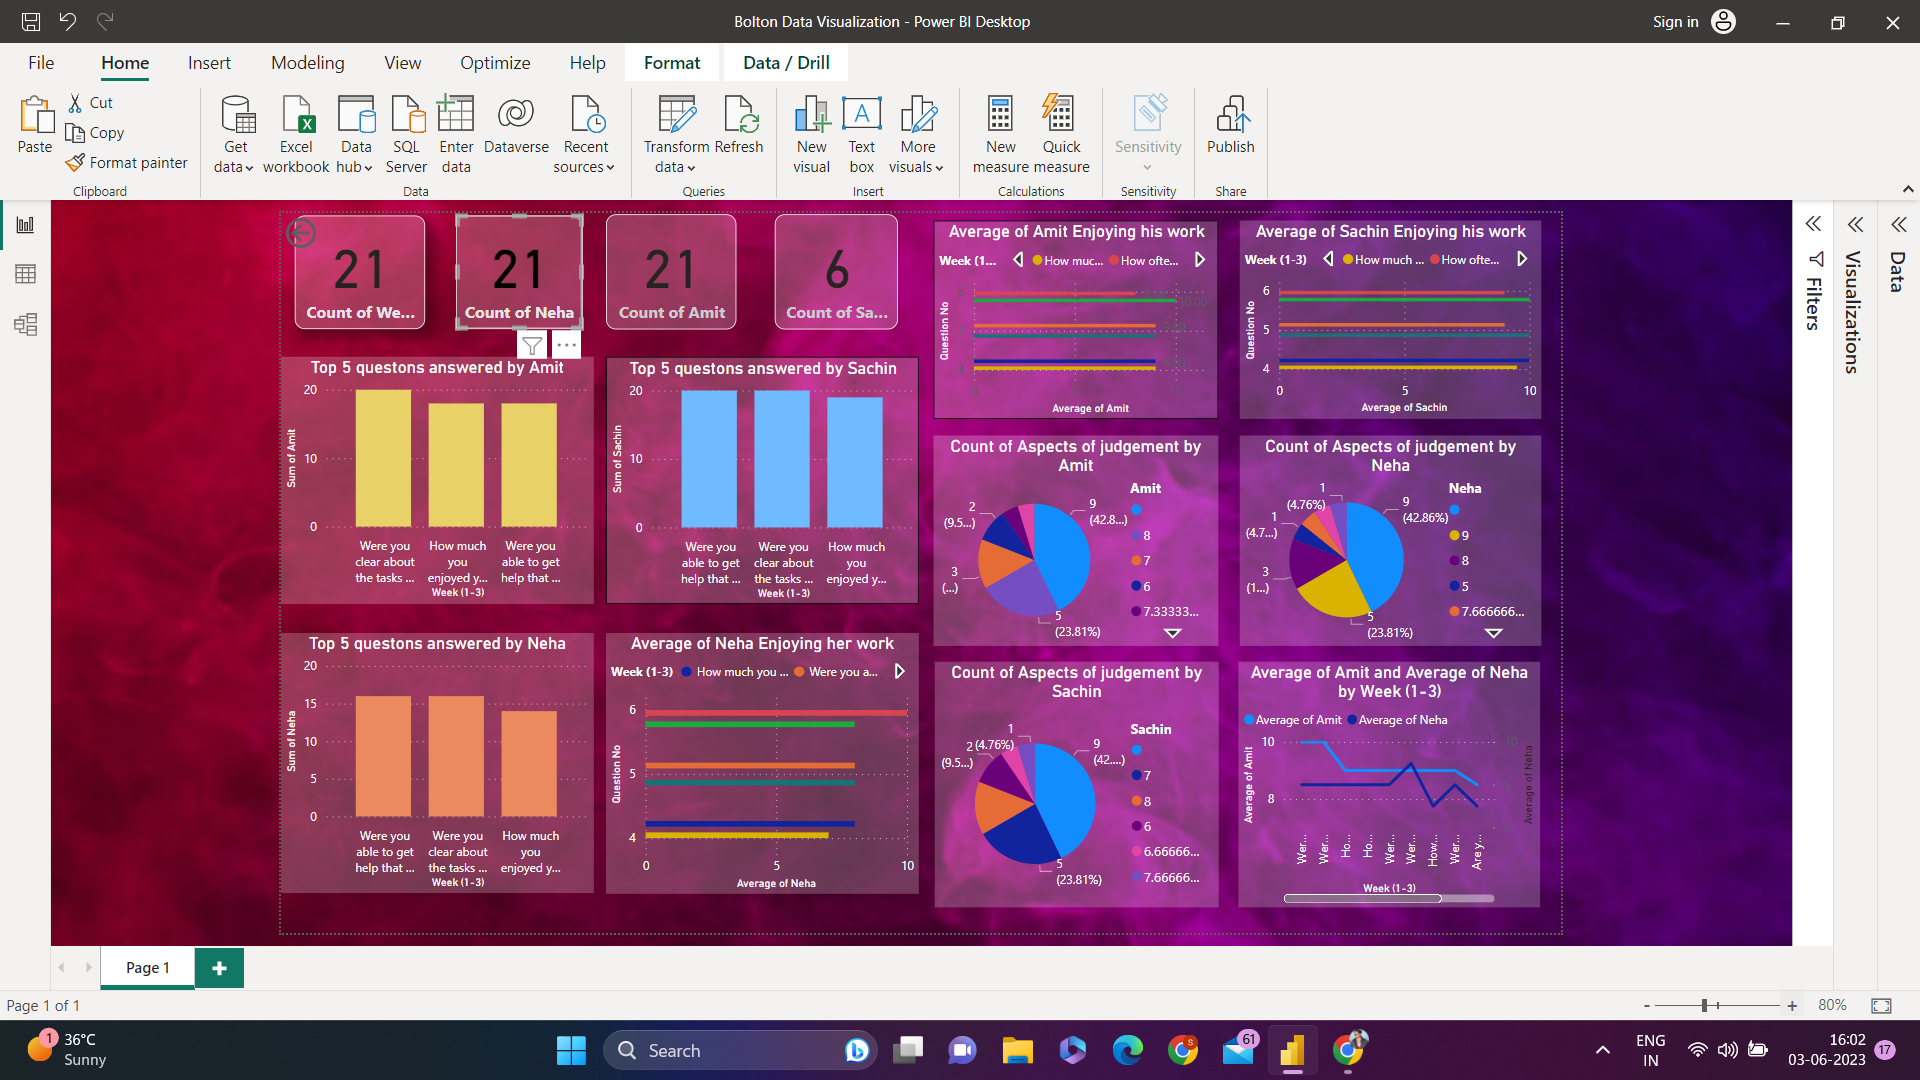 Bolton Data Visualization - Power BI Desktop
Sign in
File Home Insert Modeling View Optimize Help Format Data / Drill
Paste
Cut
Copy
Format painter
Clipboard
Get data
Excel workbook
Data hub
SQL Server
Enter data
Dataverse
Recent sources
Data
Transform data
Refresh
Queries
New visual
Text box
More visuals
Insert
New measure
Quick measure
Calculations
Sensitivity
Sensitivity
Publish
Share
21
Count of We...
21
Count of Neha
21
Count of Amit
6
Count of Sa...
Average of Amit Enjoying his work
Week (1... How muc... How ofte...
Question No
Average of Amit
Average of Sachin Enjoying his work
Week (1-3) How much ... How ofte...
Question No
6
5
4
0 5 10
Average of Sachin
Top 5 questons answered by Amit
Sum of Amit
20
10
0
Were you clear about the tasks ...
How much you enjoyed y...
Were you able to get help that ...
Week (1-3)
Top 5 questons answered by Sachin
Sum of Sachin
20
10
0
Were you able to get help that ...
Were you clear about the tasks ...
How much you enjoyed y...
Week (1-3)
Count of Aspects of judgement by
Amit
2
(9.5...)
3
(...)
9
(42.8...)
5
(23.81%)
Amit
8
7
6
7.33333...
Count of Aspects of judgement by
Neha
1
(4.76%)
1
(4.7...)
3
(1...)
9
(42.86%)
5
(23.81%)
Neha
9
8
5
7.666666...
Top 5 questons answered by Neha
Sum of Neha
20
15
10
5
0
Were you able to get help that ...
Were you clear about the tasks ...
How much you enjoyed y...
Week (1-3)
Average of Neha Enjoying her work
Week (1-3) How much you ... Were you a...
Question No
6
5
4
0 5 10
Average of Neha
Count of Aspects of judgement by
Sachin
1
2 (4.76%)
(9.5...)
9
(42....)
5
(23.81%)
Sachin
7
8
6
6.66666...
7.66666...
Average of Amit and Average of Neha
by Week (1-3)
Average of Amit Average of Neha
Average of Amit
10
8
10
Average of Neha
Wer... Wer... Ho... Ho... Wer... Wer... How... Wer... Are y...
Week (1-3)
Filters
Visualizations
Data
Page 1
Page 1 of 1
- + 80%
1
36°C
Sunny
Search
61
ENG
IN
16:02
03-06-2023
17